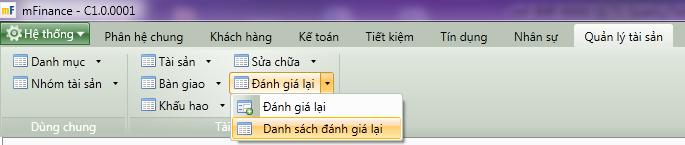 mF mFinance - C1.0.0001
Hệ thống Phân hệ chung Khách hàng Kế toán Tiết kiệm Tín dụng Nhân sự Quản lý tài sản
Danh mục Tài sản Sửa chữa
Nhóm tài sản Bàn giao Đánh giá lại
Khấu hao Đánh giá lại
Dùng chung Danh sách đánh giá lại